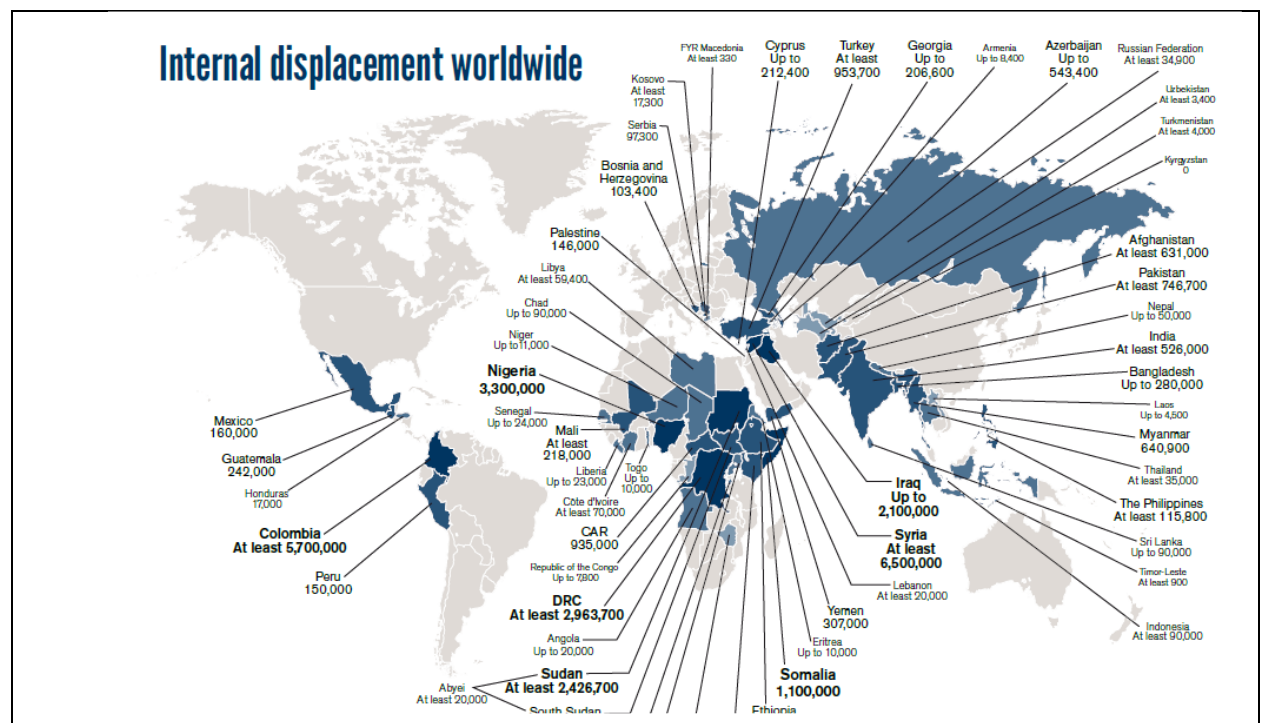 Internal displacement worldwide
FYR Macedonia
At least 330
Cyprus
Up to
212,400
Turkey
At least
953,700
Georgia
Up to
206,600
Armenia
Up to 8,400
Azerbaijan
Up to
543,400
Russian Federation
At least 34,900
Kosovo
At least
17,300
Uzbekistan
At least 3,400
Serbia
97,300
Turkmenistan
At least 4,000
Bosnia and
Herzegovina
103,400
Kyrgyzstan
0
Palestine
146,000
Afghanistan
At least 631,000
Libya
At least 59,400
Pakistan
At least 746,700
Chad
Up to 90,000
Nepal
Up to 50,000
Niger
Up to 11,000
India
At least 526,000
Nigeria
3,300,000
Bangladesh
Up to 280,000
Senegal
Up to 24,000
Laos
Up to 4,500
Mexico
160,000
Mali
At least
218,000
Myanmar
640,900
Guatemala
242,000
Liberia
Up to 23,000
Togo
Up to
10,000
Thailand
At least 35,000
Honduras
17,000
Côte d'Ivoire
At least 70,000
Iraq
Up to
2,100,000
The Philippines
At least 115,800
Colombia
At least 5,700,000
CAR
935,000
Syria
At least
6,500,000
Sri Lanka
Up to 90,000
Peru
150,000
Republic of the Congo
Up to 7,800
Lebanon
At least 20,000
Timor-Leste
At least 900
DRC
At least 2,963,700
Yemen
307,000
Indonesia
At least 90,000
Angola
Up to 20,000
Eritrea
Up to 10,000
Sudan
At least 2,426,700
Somalia
1,100,000
Abyei
At least 20,000
South Sudan
Ethiopia